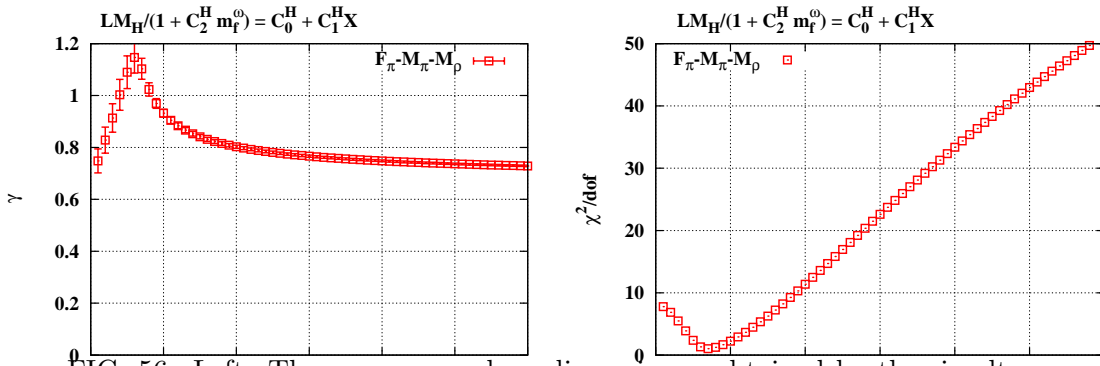 LM_H/(1 + C_2^H m_f^ω) = C_0^H + C_1^H X
1.2
1
0.8
0.6
0.4
0.2
0
γ
F_π-M_π-M_ρ
LM_H/(1 + C_2^H m_f^ω) = C_0^H + C_1^H X
50
40
30
20
10
0
χ^2/dof
F_π-M_π-M_ρ